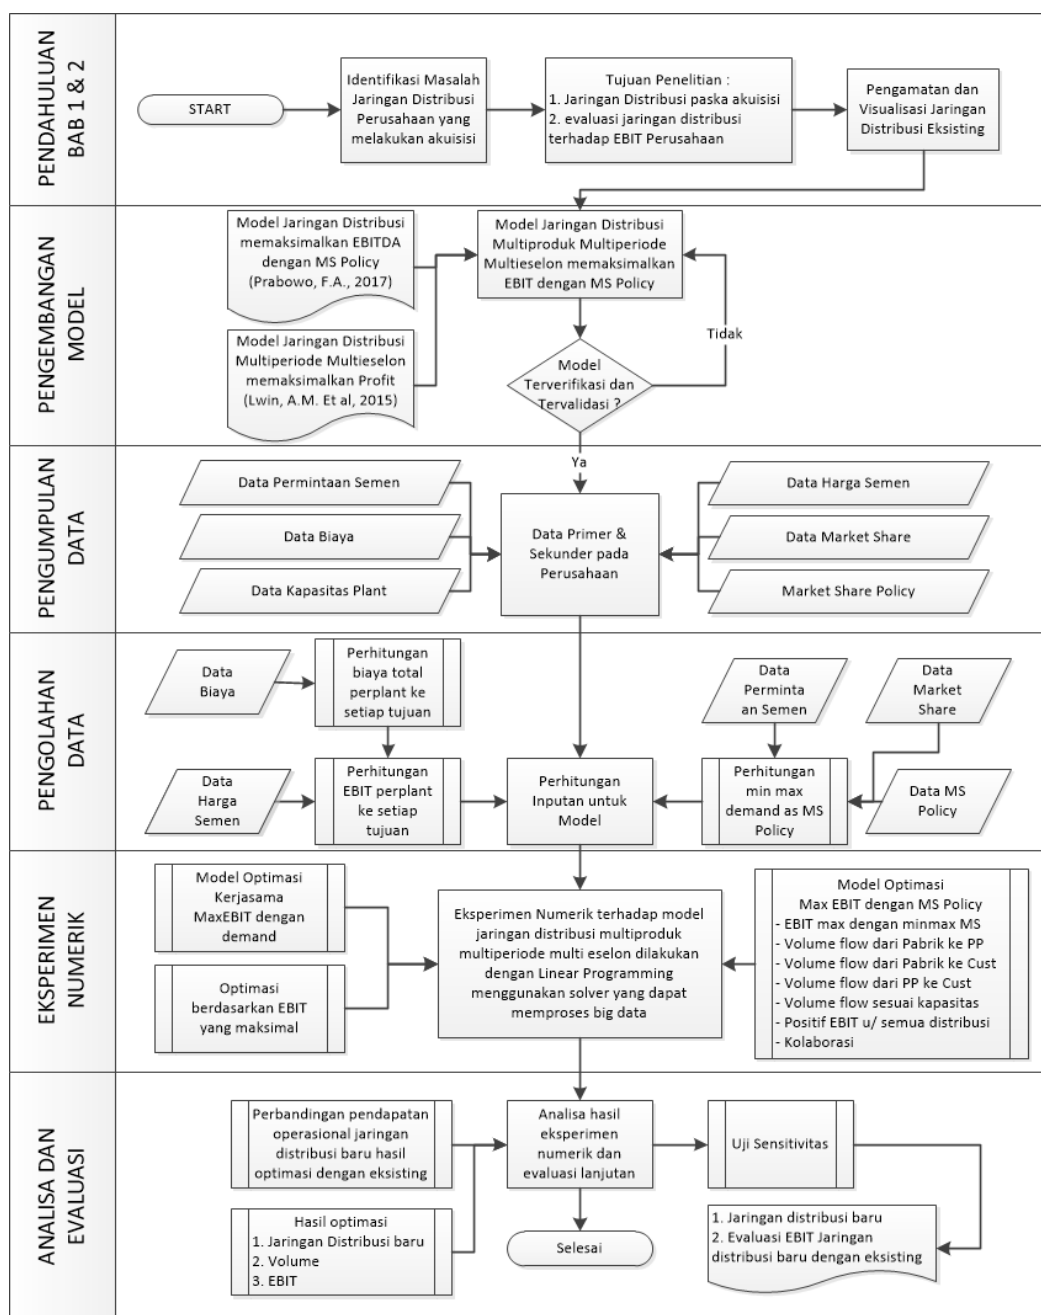 PENDAHULUAN
BAB 1 & 2
START
Identifikasi Masalah
Jaringan Distribusi
Perusahaan yang
melakukan akuisisi
Tujuan Penelitian :
1. Jaringan Distribusi paska akuisisi
2. evaluasi jaringan distribusi
terhadap EBIT Perusahaan
Pengamatan dan
Visualisasi Jaringan
Distribusi Eksisting
PENGEMBANGAN
MODEL
Model Jaringan Distribusi
memaksimalkan EBITDA
dengan MS Policy
(Prabowo, F.A., 2017)
Model Jaringan Distribusi
Multiperiode Multieselon
memaksimalkan Profit
(Lwin, A.M. Et al, 2015)
Model Jaringan Distribusi
Multiproduk Multiperiode
Multieselon memaksimalkan
EBIT dengan MS Policy
Tidak
Model
Terverifikasi dan
Tervalidasi ?
Ya
PENGUMPULAN
DATA
Data Permintaan Semen
Data Biaya
Data Kapasitas Plant
Data Primer &
Sekunder pada
Perusahaan
Data Harga Semen
Data Market Share
Market Share Policy
PENGOLAHAN
DATA
Data
Biaya
Perhitungan
biaya total
perplant ke
setiap tujuan
Data
Perminta
an Semen
Data
Market
Share
Data
Harga
Semen
Perhitungan
EBIT perplant
ke setiap
tujuan
Perhitungan
Inputan untuk
Model
Perhitungan
min max
demand as MS
Policy
Data MS
Policy
EKSPERIMEN
NUMERIK
Model Optimasi
Kerjasama
MaxEBIT dengan
demand
Optimasi
berdasarkan EBIT
yang maksimal
Eksperimen Numerik terhadap model
jaringan distribusi multiproduk
multiperiode multi eselon dilakukan
dengan Linear Programming
menggunakan solver yang dapat
memproses big data
Model Optimasi
Max EBIT dengan MS Policy
- EBIT max dengan minmax MS
- Volume flow dari Pabrik ke PP
- Volume flow dari Pabrik ke Cust
- Volume flow dari PP ke Cust
- Volume flow sesuai kapasitas
- Positif EBIT u/ semua distribusi
- Kolaborasi
ANALISA DAN
EVALUASI
Perbandingan pendapatan
operasional jaringan
distribusi baru hasil
optimasi dengan eksisting
Hasil optimasi
1. Jaringan Distribusi baru
2. Volume
3. EBIT
Analisa hasil
eksperimen
numerik dan
evaluasi lanjutan
Selesai
Uji Sensitivitas
1. Jaringan distribusi baru
2. Evaluasi EBIT Jaringan
distribusi baru dengan eksisting